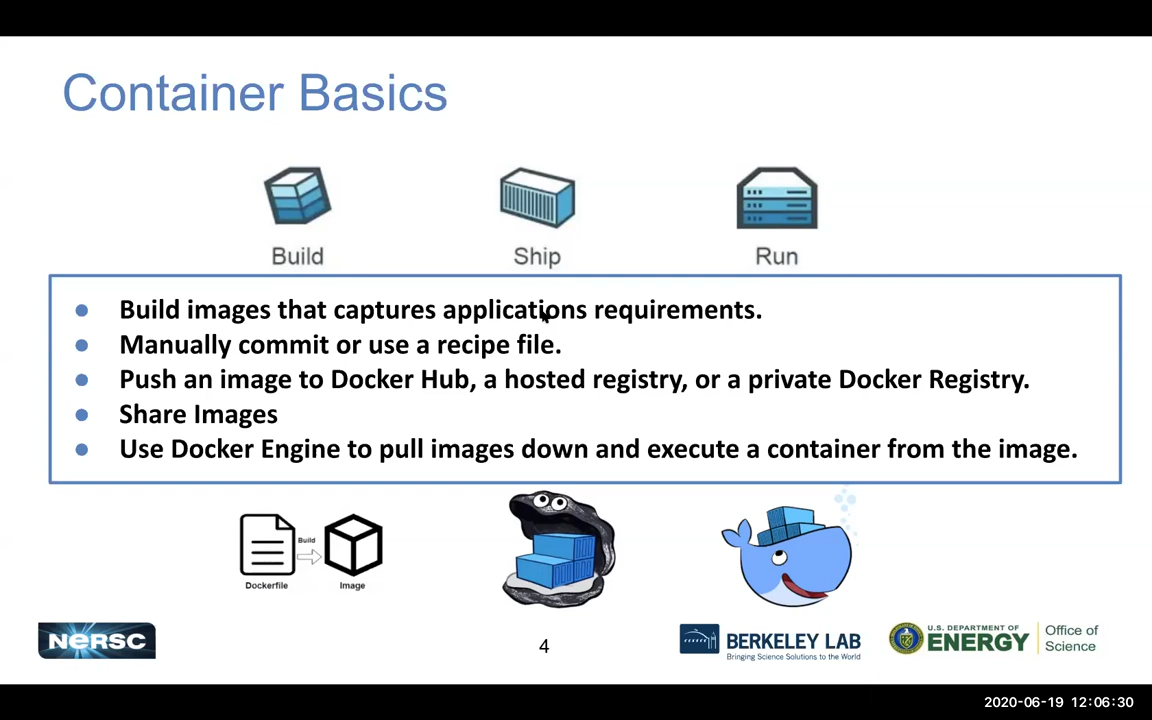 Container Basics
Build
Ship
Run
Build images that captures applications requirements.
Manually commit or use a recipe file.
Push an image to Docker Hub, a hosted registry, or a private Docker Registry.
Share Images
Use Docker Engine to pull images down and execute a container from the image.
Build
Dockerfile
Image
NERSC
4
BERKELEY LAB
Bringing Science Solutions to the World
U.S. DEPARTMENT OF
ENERGY
Office of
Science
2020-06-19 12:06:30